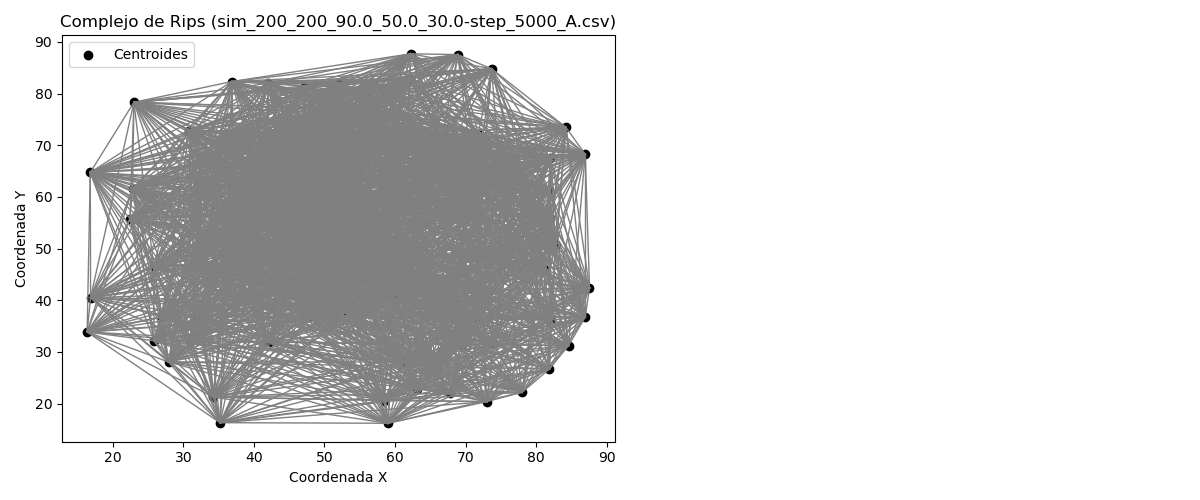 Complejo de Rips (sim_200_200_90.0_50.0_30.0-step_5000_A.csv)
Centroides
90
80
70
60
50
40
30
20
Coordenada Y
20 30 40 50 60 70 80 90
Coordenada X